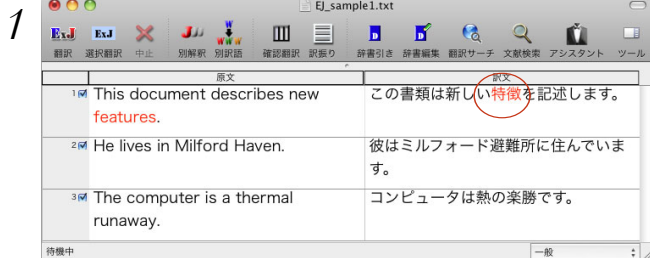 1
EJ_sample1.txt
ExJ ExJ J W
翻訳 選択翻訳 中止 別解釈 別訳語 確認翻訳 訳振り 辞書引き 辞書編集 翻訳サーチ 文献検索 アシスタント ツール
原文 訳文
1 This document describes new
features.
この書類は新しい特徴を記述します。
2 He lives in Milford Haven.
彼はミルフォード避難所に住んでいま
す。
3 The computer is a thermal
runaway.
コンピュータは熱の楽勝です。
待機中 一般